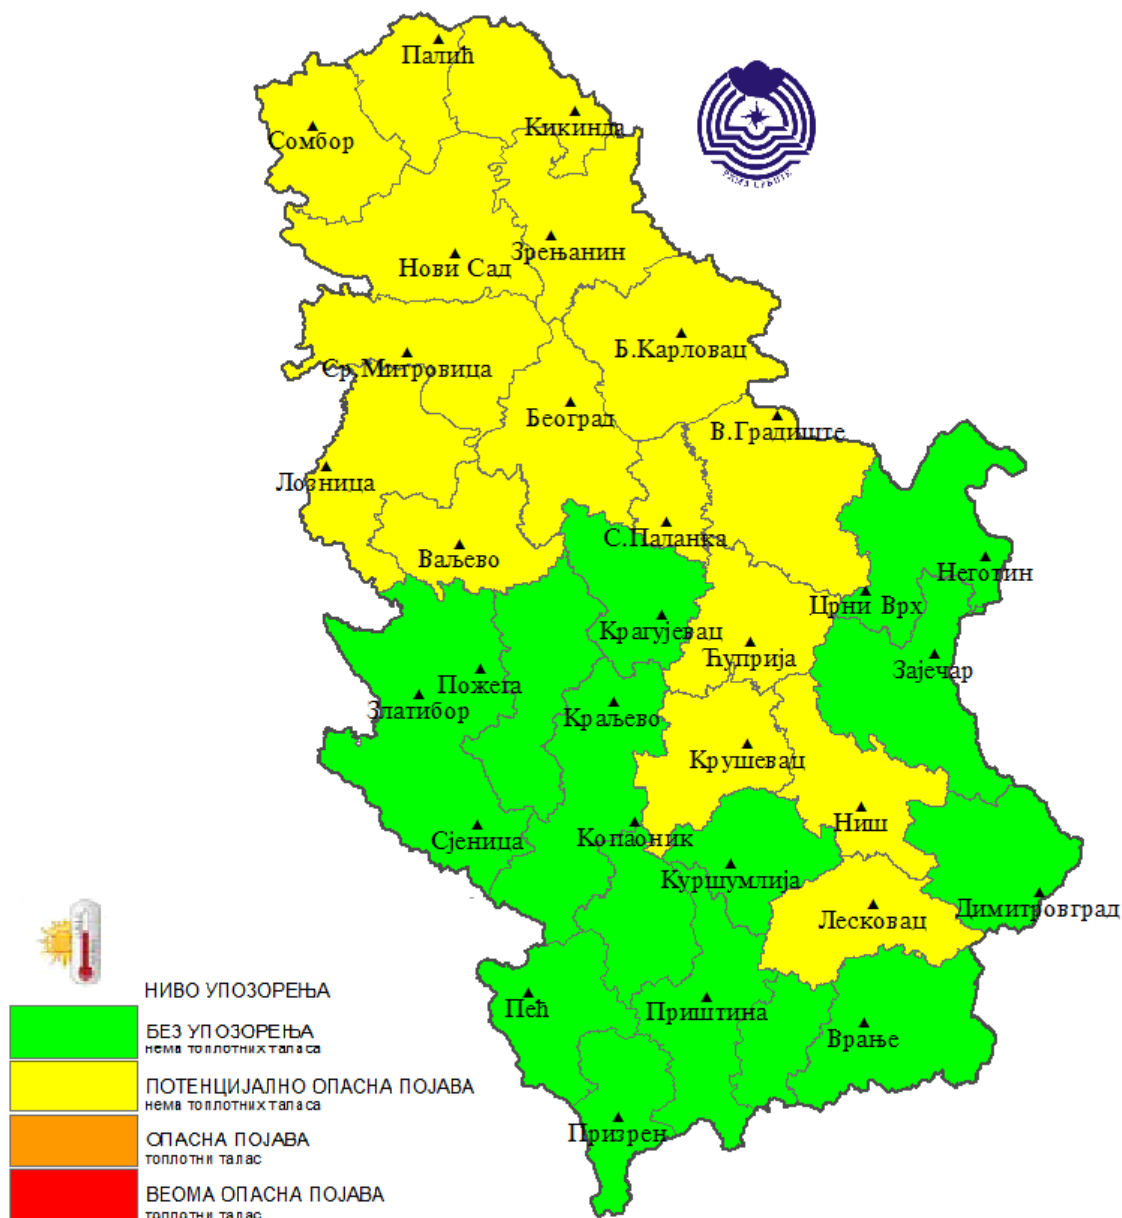 Палић
Кикинда
Сомбор
РХМЗ СРБИЈЕ
Зрењанин
Нови Сад
Б.Карловац
Ср.Митровица
Београд
В.Градиште
Лозница
С.Паланка
Ваљево
Неготин
Црни Врх
Крагујевац
Ћуприја
Зајечар
Пожега
Златибор
Краљево
Крушевац
Ниш
Сјеница
Копаоник
Куршумлија
Лесковац
Димитровград
НИВО УПОЗОРЕЊА
Пећ
Приштина
Врање
БЕЗ УПОЗОРЕЊА
нема топлотних таласа
ПОТЕНЦИЈАЛНО ОПАСНА ПОЈАВА
нема топлотних таласа
Призрен
ОПАСНА ПОЈАВА
топлотни талас
ВЕОМА ОПАСНА ПОЈАВА
топлотни талас